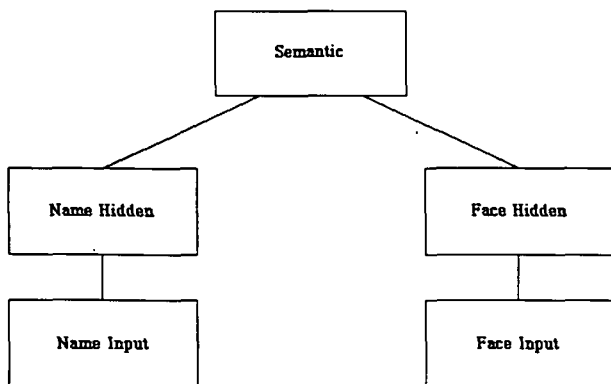 Semantic
Name Hidden
Face Hidden
Name Input
Face Input